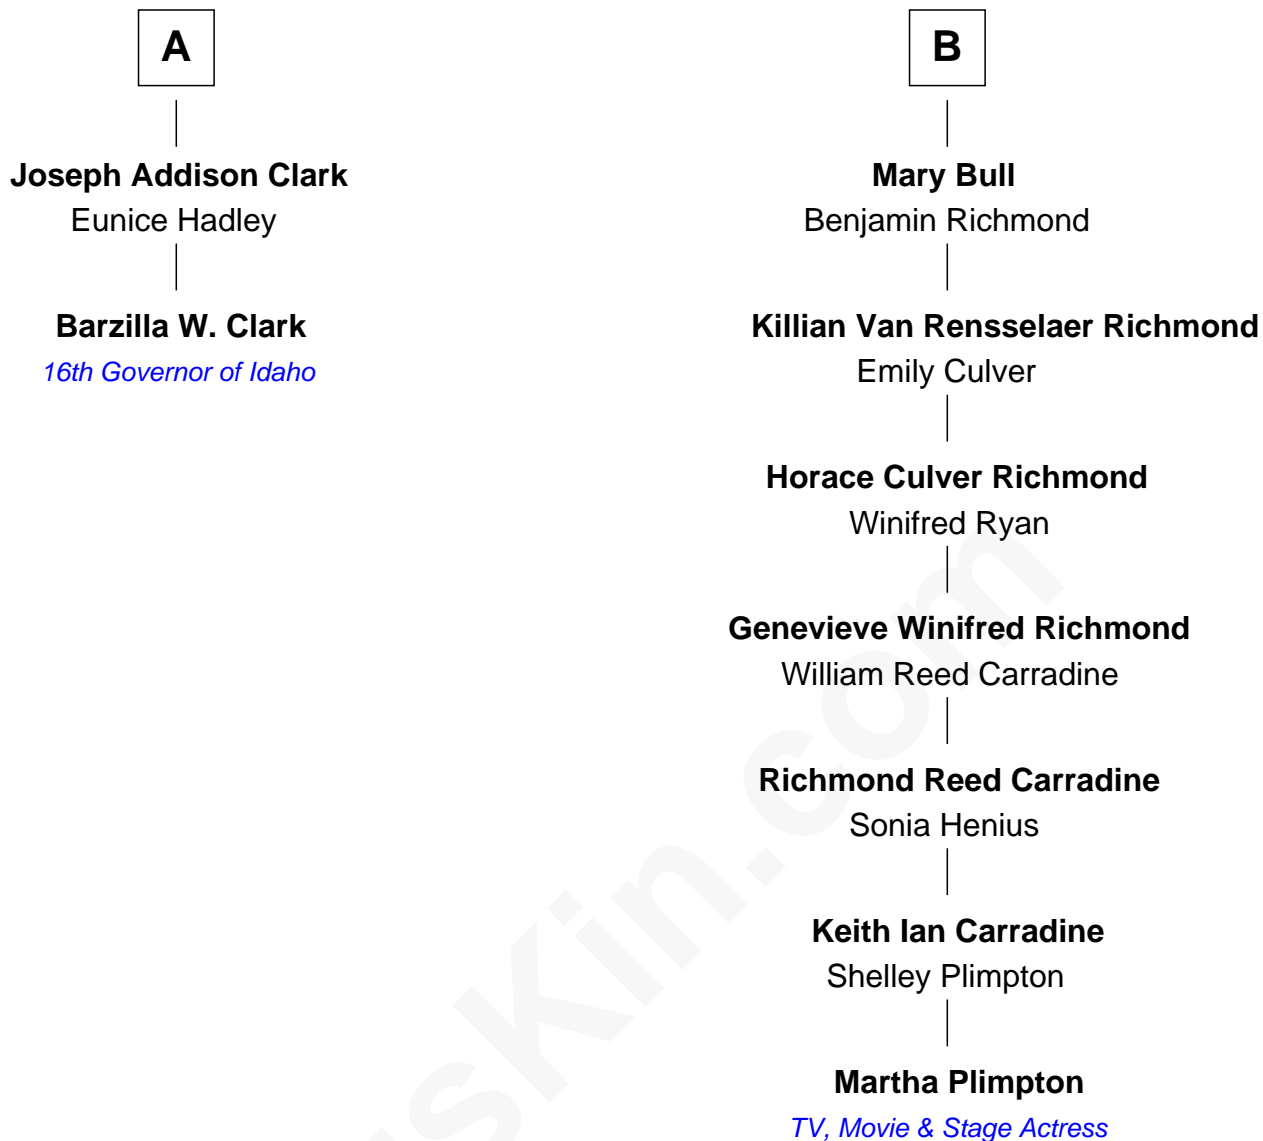 A
Joseph Addison Clark
Eunice Hadley
Barzilla W. Clark
16th Governor of Idaho
B
Mary Bull
Benjamin Richmond
Killian Van Rensselaer Richmond
Emily Culver
Horace Culver Richmond
Winifred Ryan
Genevieve Winifred Richmond
William Reed Carradine
Richmond Reed Carradine
Sonia Henius
Keith Ian Carradine
Shelley Plimpton
Martha Plimpton
TV, Movie & Stage Actress